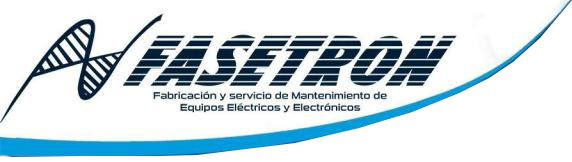 FASETRON
Fabricación y servicio de Mantenimiento de
Equipos Eléctricos y Electrónicos